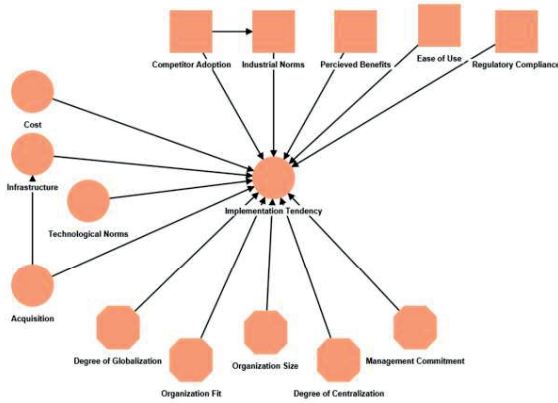 Competitor Adoption
Industrial Norms
Percieved Benefits
Ease of Use
Regulatory Compliance
Cost
Infrastructure
Technological Norms
Implementation Tendency
Acquisition
Degree of Globalization
Organization Fit
Organization Size
Degree of Centralization
Management Commitment